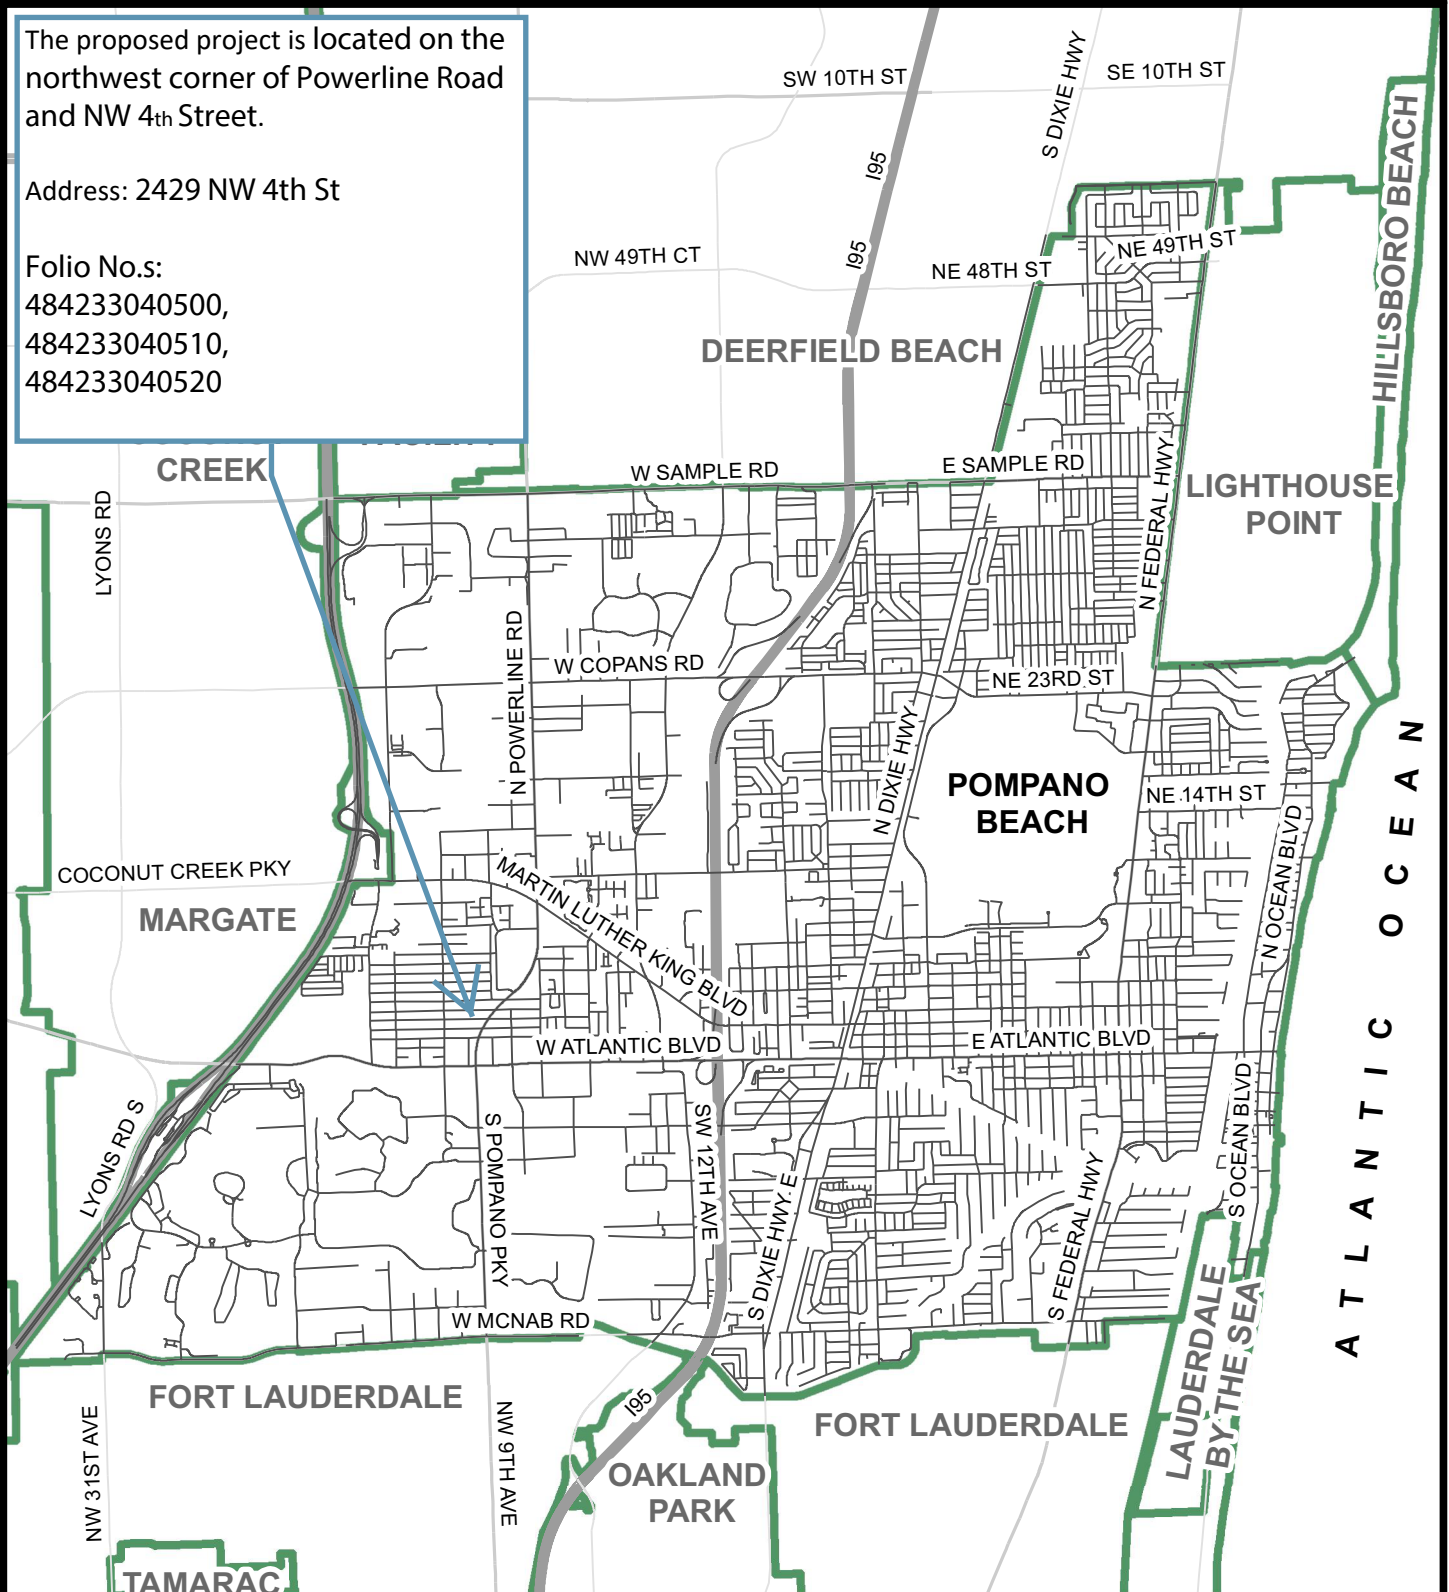 The proposed project is located on the
northwest corner of Powerline Road
and NW 4th Street.
Address: 2429 NW 4th St
Folio No.s:
484233040500,
484233040510,
484233040520
SW 10TH ST
SE 10TH ST
S DIXIE HWY
I95
HILLSBORO BEACH
NW 49TH CT
I95
NE 48TH ST
NE 49TH ST
DEERFIELD BEACH
CREEK
W SAMPLE RD
E SAMPLE RD
LIGHTHOUSE
POINT
LYONS RD
N FEDERAL HWY
N POWERLINE RD
W COPANS RD
NE 23RD ST
N DIXIE HWY
POMPANO
BEACH
NE 14TH ST
ATLANTIC OCEAN
COCONUT CREEK PKY
MARTIN LUTHER KING BLVD
N OCEAN BLVD
MARGATE
W ATLANTIC BLVD
E ATLANTIC BLVD
LYONS RD S
S POMPANO PKY
SW 12TH AVE
S DIXIE HWY E
S FEDERAL HWY
S OCEAN BLVD
W MCNAB RD
LAUDERDALE
BY THE SEA
FORT LAUDERDALE
I95
FORT LAUDERDALE
NW 31ST AVE
NW 9TH AVE
OAKLAND
PARK
TAMARAC